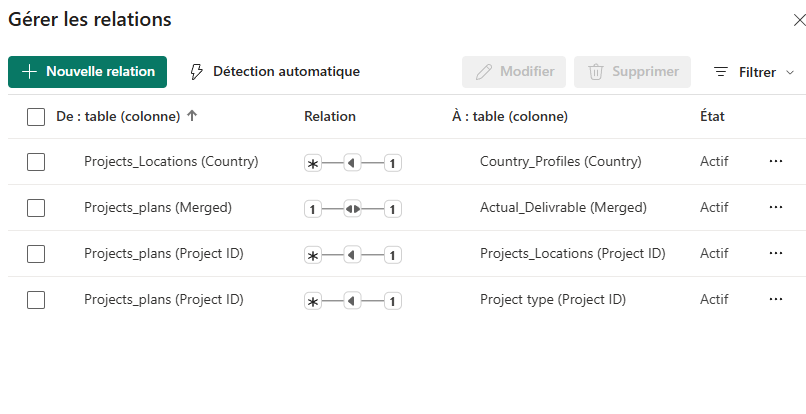 Gérer les relations
Nouvelle relation Détection automatique Modifier Supprimer Filtrer
De : table (colonne) Relation À : table (colonne) État
Projects_Locations (Country) * 1 Country_Profiles (Country) Actif
Projects_plans (Merged) 1 1 Actual_Delivrable (Merged) Actif
Projects_plans (Project ID) * 1 Projects_Locations (Project ID) Actif
Projects_plans (Project ID) * 1 Project type (Project ID) Actif